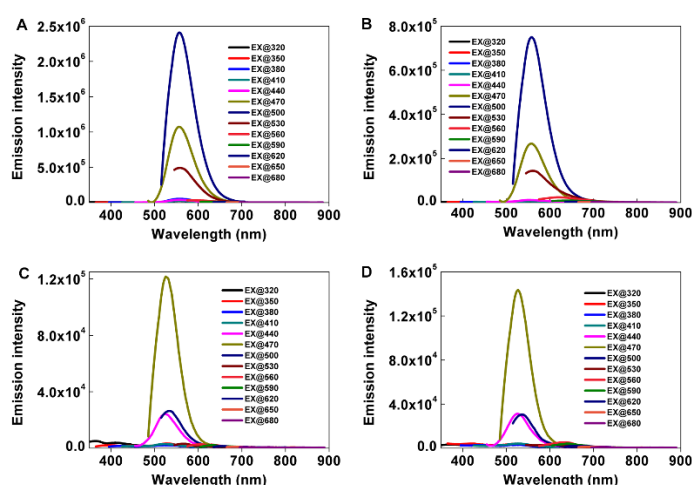 A
Emission intensity
2.5x10⁶
2.0x10⁶
1.5x10⁶
1.0x10⁶
5.0x10⁵
0.0
EX@320
EX@350
EX@380
EX@410
EX@440
EX@470
EX@500
EX@530
EX@560
EX@590
EX@620
EX@650
EX@680
400 500 600 700 800 900
Wavelength (nm)
B
Emission intensity
8.0x10⁵
6.0x10⁵
4.0x10⁵
2.0x10⁵
0.0
EX@320
EX@350
EX@380
EX@410
EX@440
EX@470
EX@500
EX@530
EX@560
EX@590
EX@620
EX@650
EX@680
400 500 600 700 800 900
Wavelength (nm)
C
Emission intensity
1.2x10⁴
8.0x10⁴
4.0x10⁴
0.0
EX@320
EX@350
EX@380
EX@410
EX@440
EX@470
EX@500
EX@530
EX@560
EX@590
EX@620
EX@650
EX@680
400 500 600 700 800 900
Wavelength (nm)
D
Emission intensity
1.6x10⁵
1.2x10⁵
8.0x10⁴
4.0x10⁴
0.0
EX@320
EX@350
EX@380
EX@410
EX@440
EX@470
EX@500
EX@530
EX@560
EX@590
EX@620
EX@650
EX@680
400 500 600 700 800 900
Wavelength (nm)